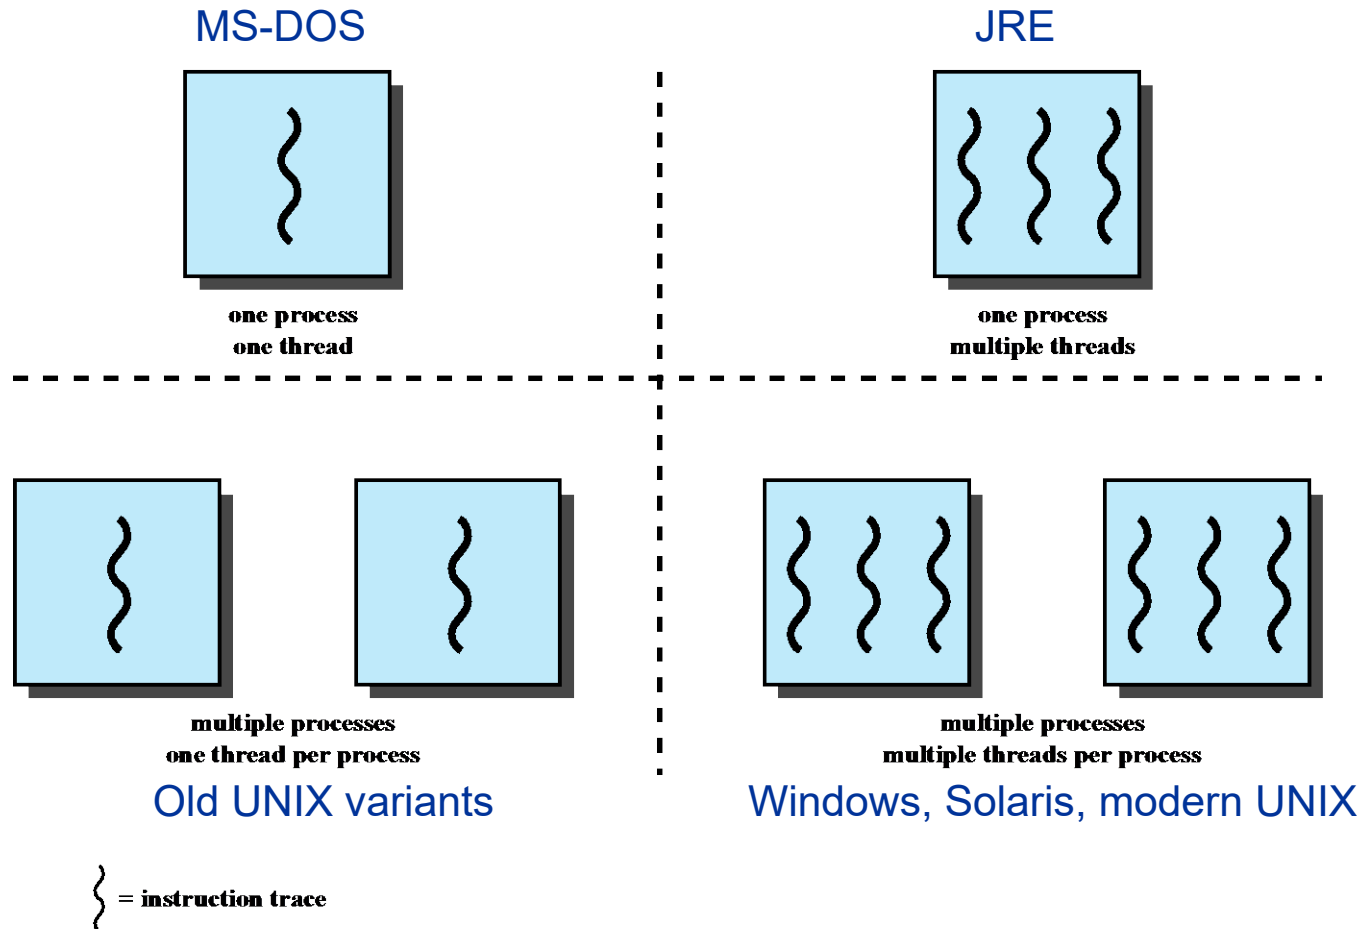 MS-DOS
JRE
one process
one thread
one process
multiple threads
multiple processes
one thread per process
multiple processes
multiple threads per process
Old UNIX variants
Windows, Solaris, modern UNIX
= instruction trace